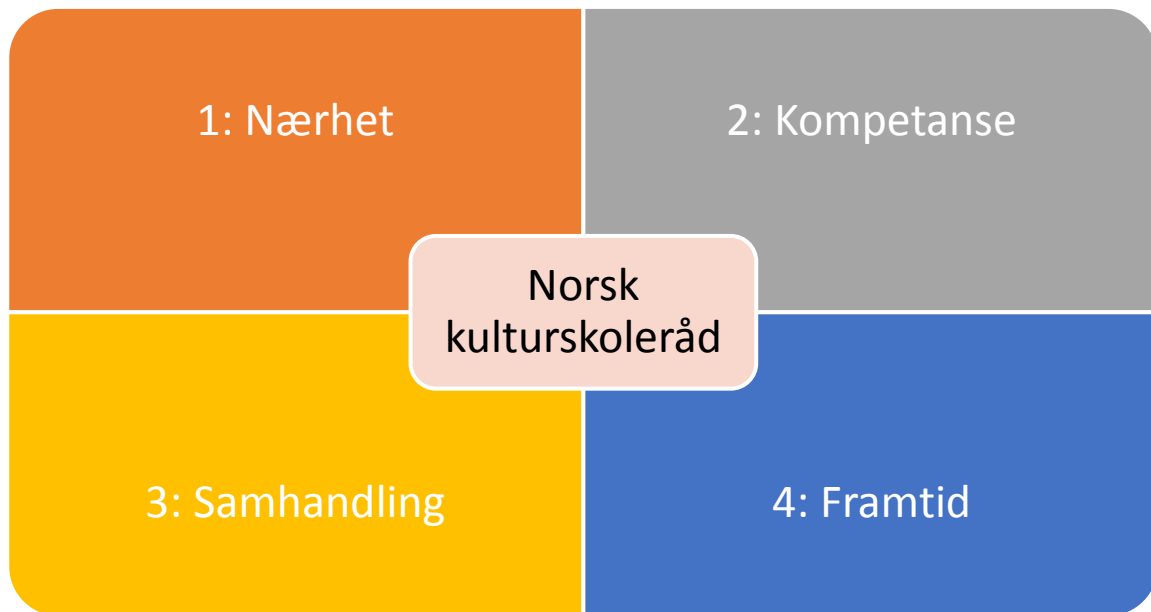 1: Nærhet
2: Kompetanse
Norsk
kulturskoleråd
3: Samhandling
4: Framtid